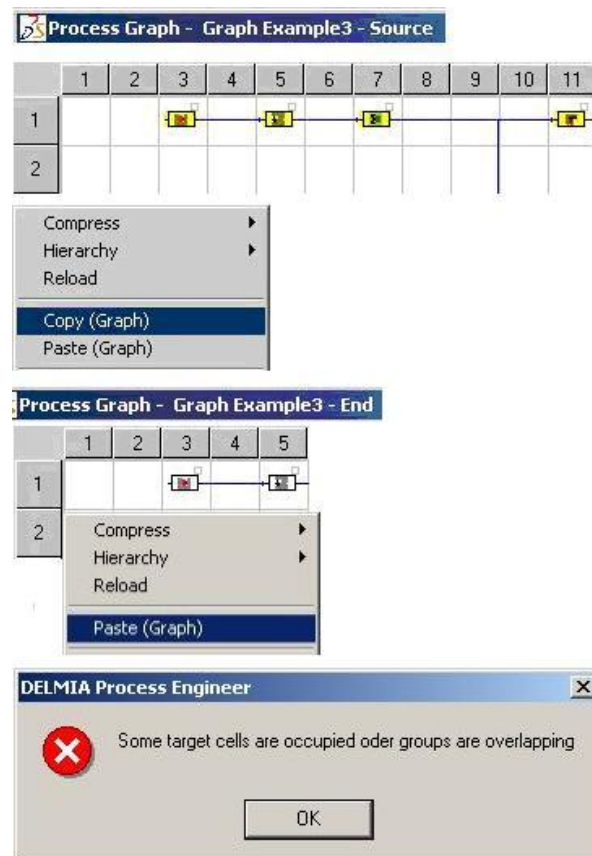 Process Graph - Graph Example3 - Source
1 2 3 4 5 6 7 8 9 10 11
1
2
Compress
Hierarchy
Reload
Copy (Graph)
Paste (Graph)
Process Graph - Graph Example3 - End
1 2 3 4 5
1
2
Compress
Hierarchy
Reload
Paste (Graph)
DELMIA Process Engineer
Some target cells are occupied oder groups are overlapping
OK